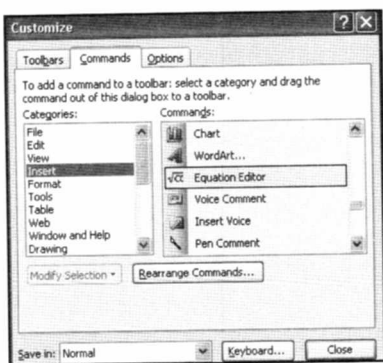 Customize
Toolbars Commands Options
To add a command to a toolbar: select a category and drag the
command out of this dialog box to a toolbar.
Categories:
File
Edit
View
Insert
Format
Tools
Table
Web
Window and Help
Drawing
Commands:
Chart
WordArt...
√α Equation Editor
Voice Comment
Insert Voice
Pen Comment
Modify Selection
Rearrange Commands...
Save in: Normal
Keyboard...
Close